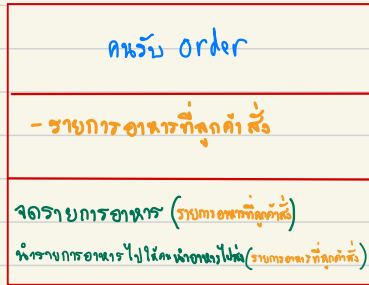 คนรับ order
- รายการอาหารที่ลูกค้าสั่ง
จดรายการอาหาร (รายการอาหารที่ลูกค้าสั่ง)
นำรายการอาหารไปให้คนนำอาหารไปส่ง (รายการอาหารที่ลูกค้าสั่ง)